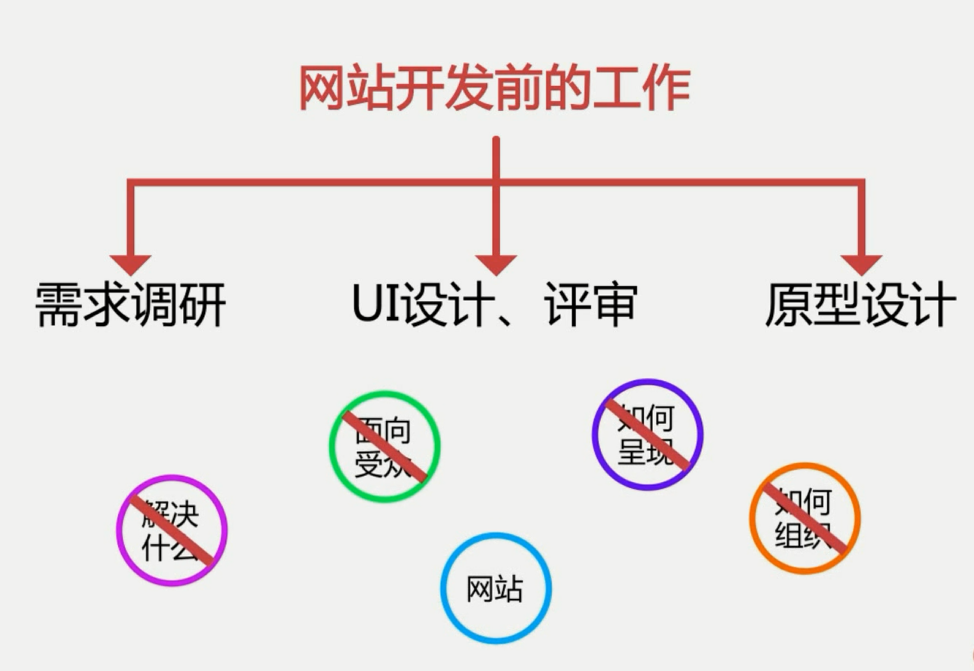 网站开发前的工作
需求调研
UI设计、评审
原型设计
面向
受众
如何
呈现
解决
什么
如何
组织
网站